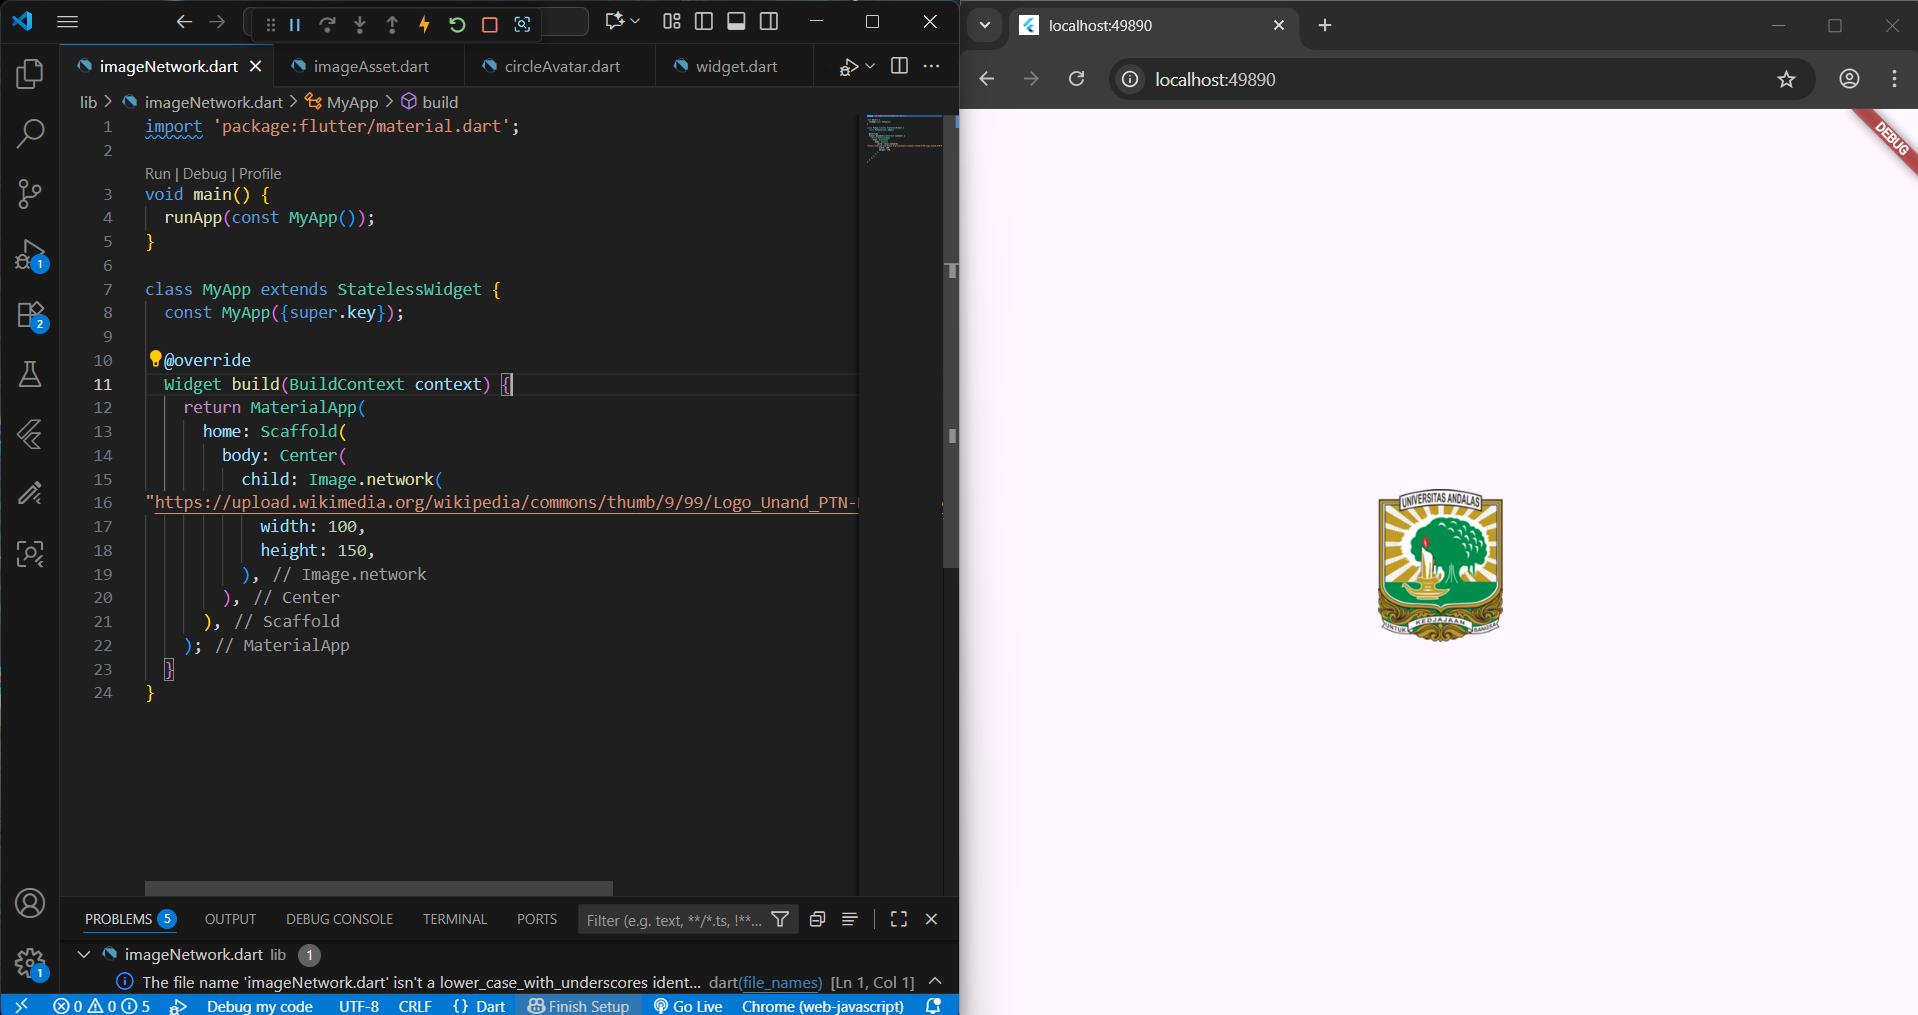 imageNetwork.dart
imageAsset.dart
circleAvatar.dart
widget.dart
lib > imageNetwork.dart > MyApp > build
1 import 'package:flutter/material.dart';
2
Run | Debug | Profile
3 void main() {
4 runApp(const MyApp());
5 }
6
7 class MyApp extends StatelessWidget {
8 const MyApp({super.key});
9
10 @override
11 Widget build(BuildContext context) {
12 return MaterialApp(
13 home: Scaffold(
14 body: Center(
15 child: Image.network(
16 "https://upload.wikimedia.org/wikipedia/commons/thumb/9/99/Logo_Unand_PTN-
17 width: 100,
18 height: 150,
19 ), // Image.network
20 ), // Center
21 ), // Scaffold
22 ); // MaterialApp
23 }
24 }
PROBLEMS 5
OUTPUT
DEBUG CONSOLE
TERMINAL
PORTS
Filter (e.g. text, **/*.ts, !**...
imageNetwork.dart lib 1
The file name 'imageNetwork.dart' isn't a lower_case_with_underscores ident... dart(file_names) [Ln 1, Col 1]
0 0 5 Debug my code UTF-8 CRLF {} Dart Finish Setup Go Live Chrome (web-javascript)
1
2
1
localhost:49890
localhost:49890
DEBUG
UNIVERSITAS ANDALAS
UNTUK KEDJAJAAN BANGSA